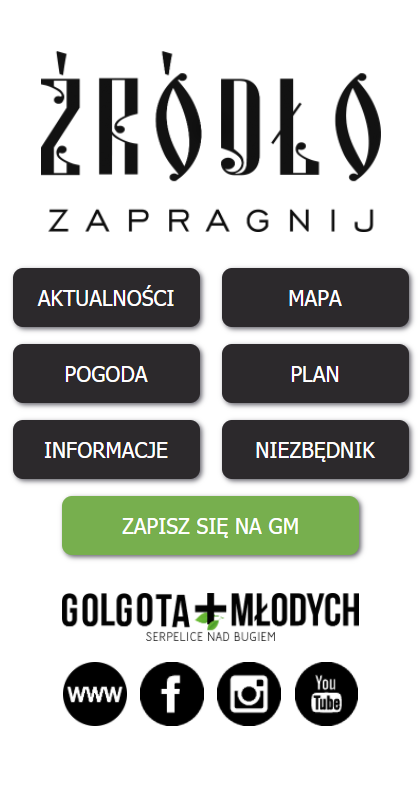 ŹRÓDŁO
ZAPRAGNIJ
AKTUALNOŚCI MAPA
POGODA PLAN
INFORMACJE NIEZBĘDNIK
ZAPISZ SIĘ NA GM
GOLGOTA MŁODYCH
SERPELICE NAD BUGIEM
WWW f You Tube